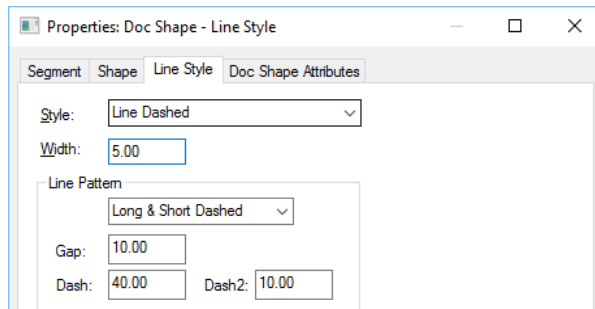 Properties: Doc Shape - Line Style
Segment Shape Line Style Doc Shape Attributes
Style: Line Dashed
Width: 5.00
Line Pattern
Long & Short Dashed
Gap: 10.00
Dash: 40.00 Dash2: 10.00